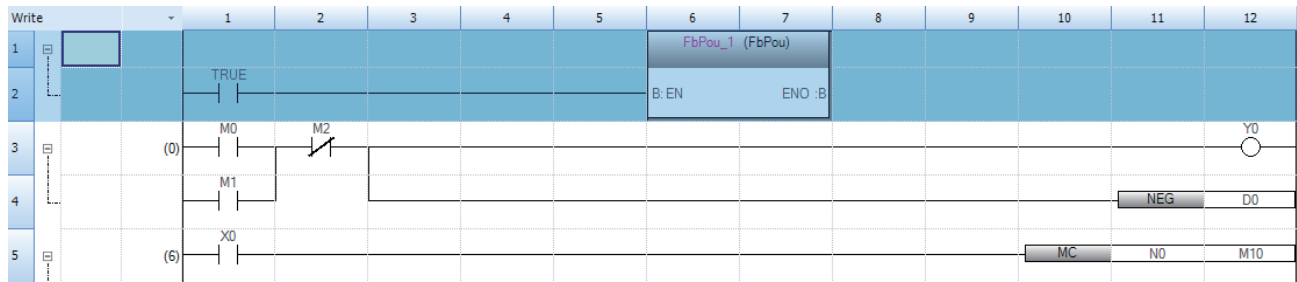 Write 1 2 3 4 5 6 7 8 9 10 11 12
1 FbPou_1 (FbPou)
TRUE
2 B: EN ENO :B
M0 M2 Y0
3 (0)
M1
4 NEG D0
X0
5 (6) MC N0 M10